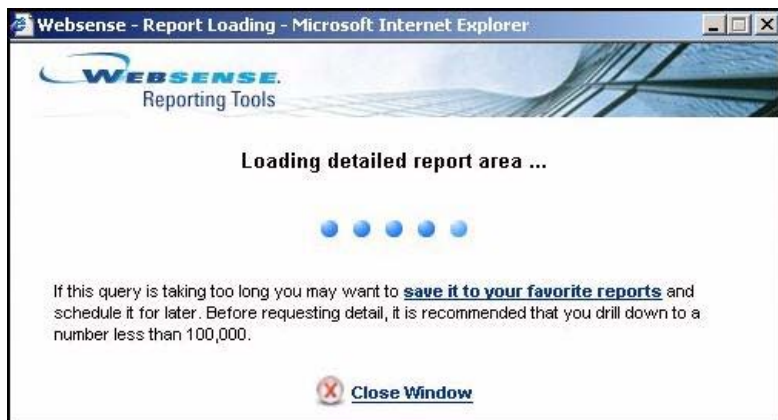 Websense - Report Loading - Microsoft Internet Explorer
WEBSENSE.
Reporting Tools
Loading detailed report area ...
If this query is taking too long you may want to save it to your favorite reports and
schedule it for later. Before requesting detail, it is recommended that you drill down to a
number less than 100,000.
Close Window